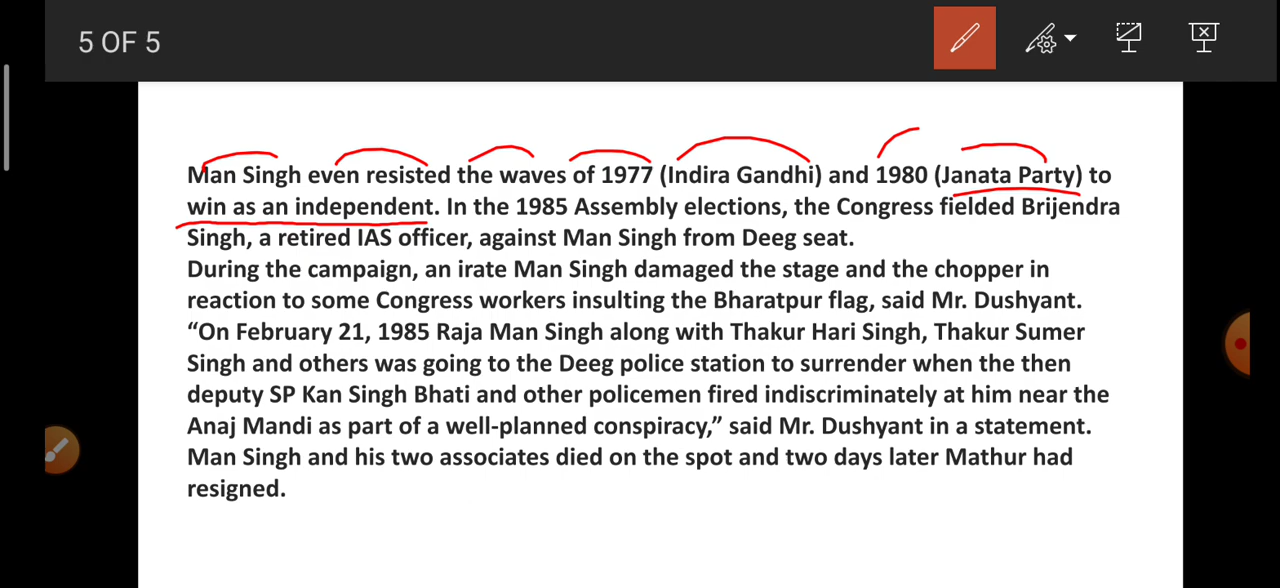 5 OF 5
Man Singh even resisted the waves of 1977 (Indira Gandhi) and 1980 (Janata Party) to
win as an independent. In the 1985 Assembly elections, the Congress fielded Brijendra
Singh, a retired IAS officer, against Man Singh from Deeg seat.
During the campaign, an irate Man Singh damaged the stage and the chopper in
reaction to some Congress workers insulting the Bharatpur flag, said Mr. Dushyant.
“On February 21, 1985 Raja Man Singh along with Thakur Hari Singh, Thakur Sumer
Singh and others was going to the Deeg police station to surrender when the then
deputy SP Kan Singh Bhati and other policemen fired indiscriminately at him near the
Anaj Mandi as part of a well-planned conspiracy,” said Mr. Dushyant in a statement.
Man Singh and his two associates died on the spot and two days later Mathur had
resigned.